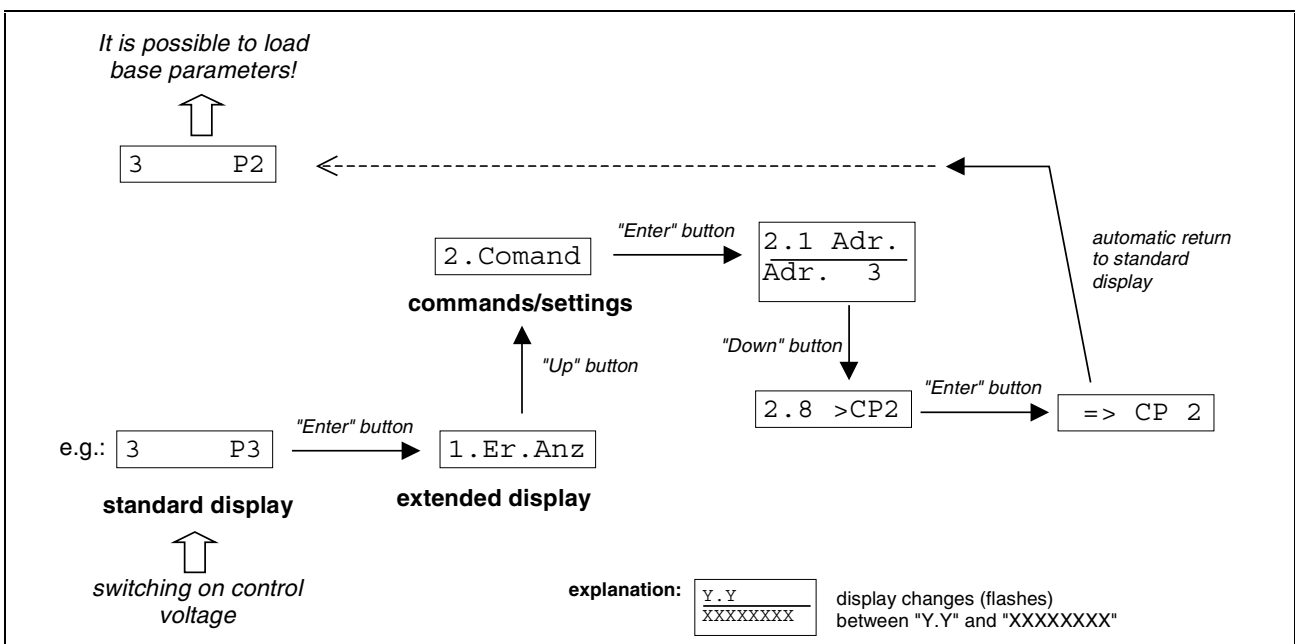 It is possible to load
base parameters!
3 P2
"Enter" button
2.Comand
2.1 Adr.
Adr. 3
automatic return
to standard
display
commands/settings
"Down" button
"Up" button
"Enter" button
2.8 >CP2
=> CP 2
"Enter" button
e.g.:
3 P3
1.Er.Anz
standard display
extended display
switching on control
voltage
explanation:
Y.Y
XXXXXXXX
display changes (flashes)
between "Y.Y" and "XXXXXXXX"